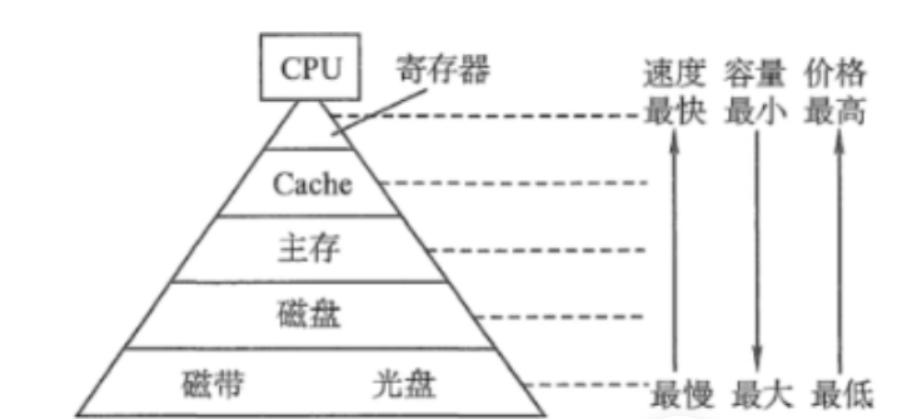 CPU
寄存器
速度 容量 价格
最快 最小 最高
Cache
主存
磁盘
磁带 光盘
最慢 最大 最低